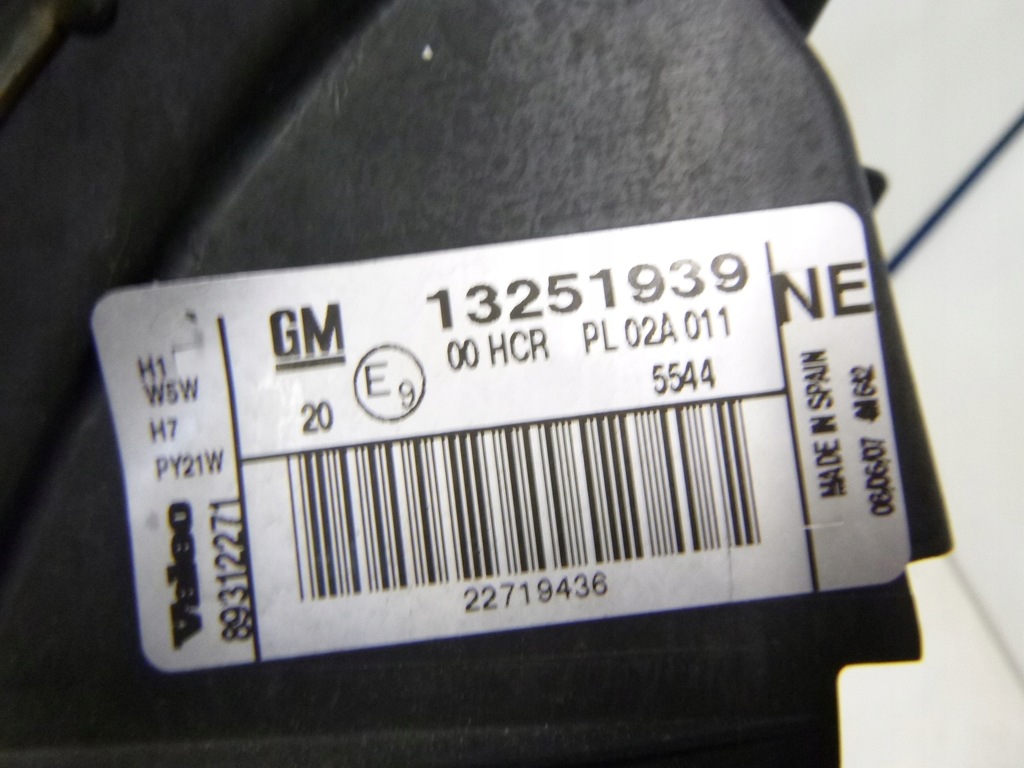 H1
W5W
H7
PY21W
Valeo
89312271
GM
13251939
00 HCR PL 02A 011
E9
20
5544
22719436
NE
MADE IN SPAIN
06/06/07